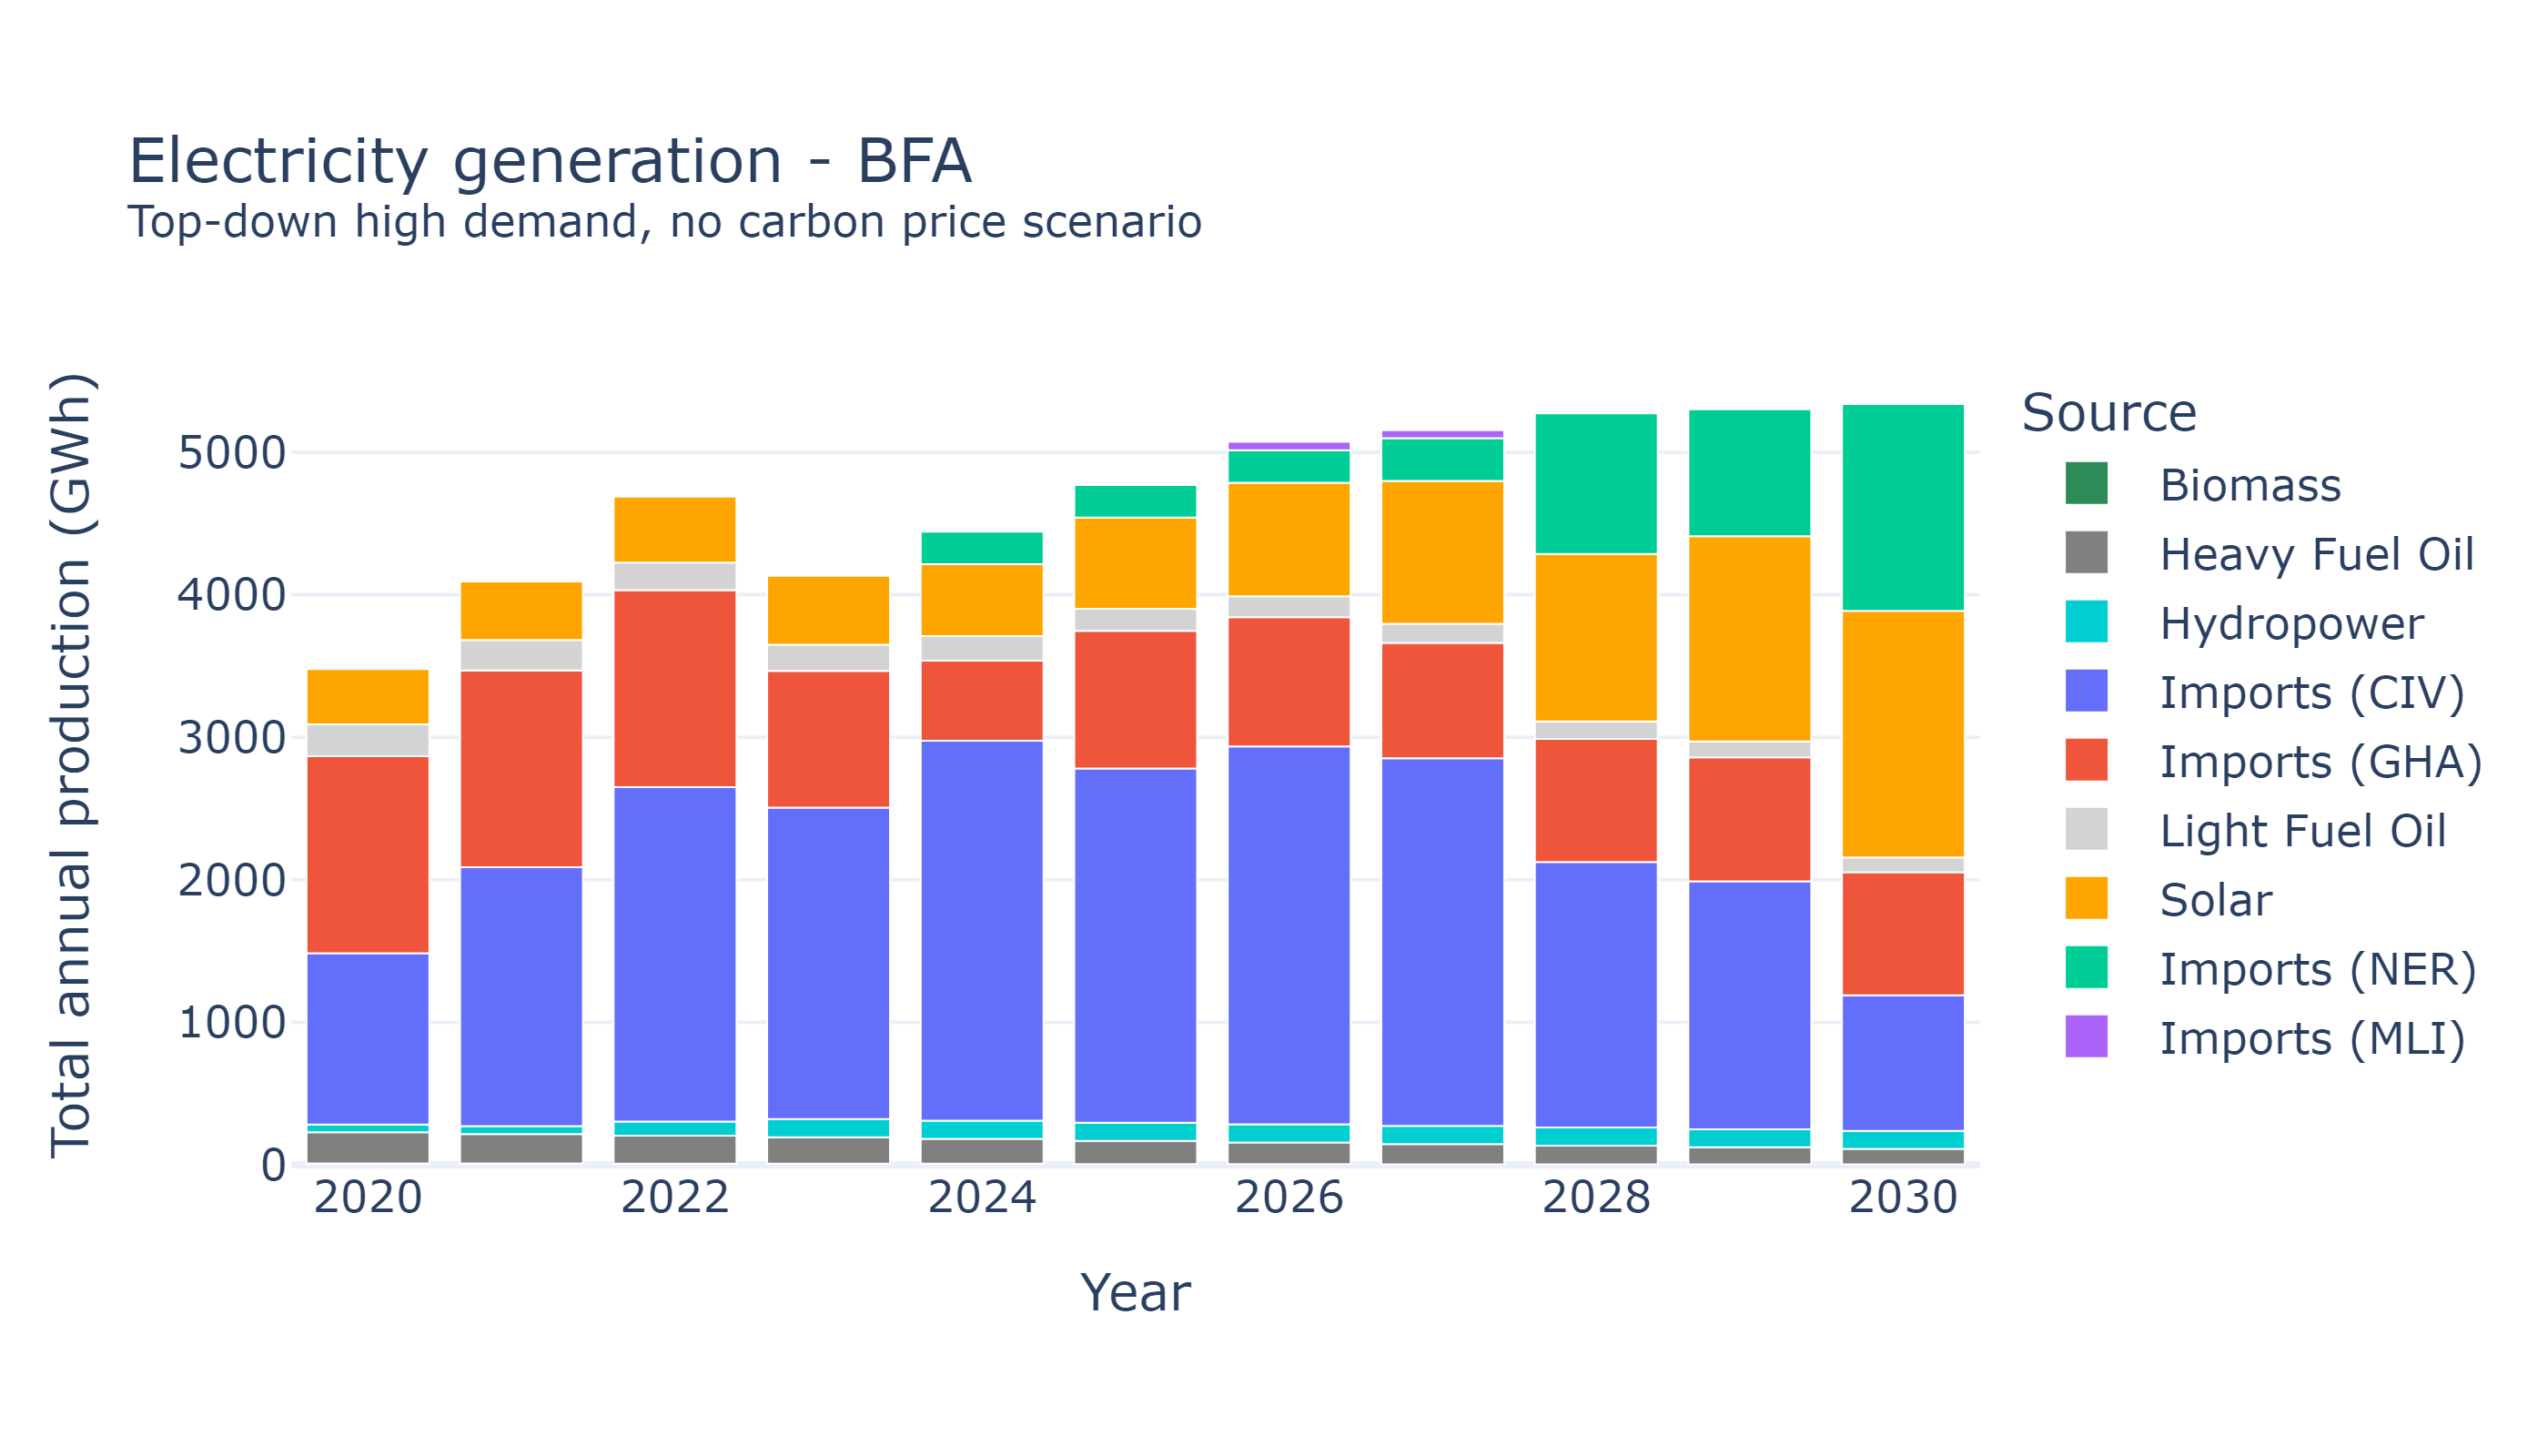 Electricity generation - BFA
Top-down high demand, no carbon price scenario
Total annual production (GWh)
5000
4000
3000
2000
1000
0
2020
2022
2024
2026
2028
2030
Year
Source
Biomass
Heavy Fuel Oil
Hydropower
Imports (CIV)
Imports (GHA)
Light Fuel Oil
Solar
Imports (NER)
Imports (MLI)